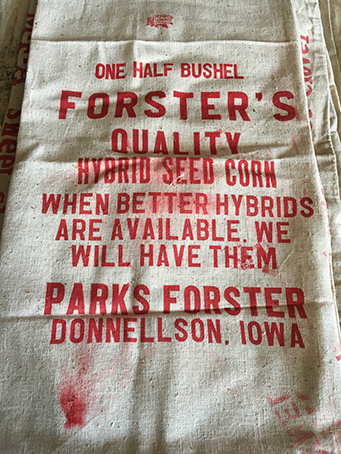 ONE HALF BUSHEL
FORSTER'S
QUALITY
HYBRID SEED CORN
WHEN BETTER HYBRIDS
ARE AVAILABLE, WE
WILL HAVE THEM
PARKS FORSTER
DONNELLSON, IOWA